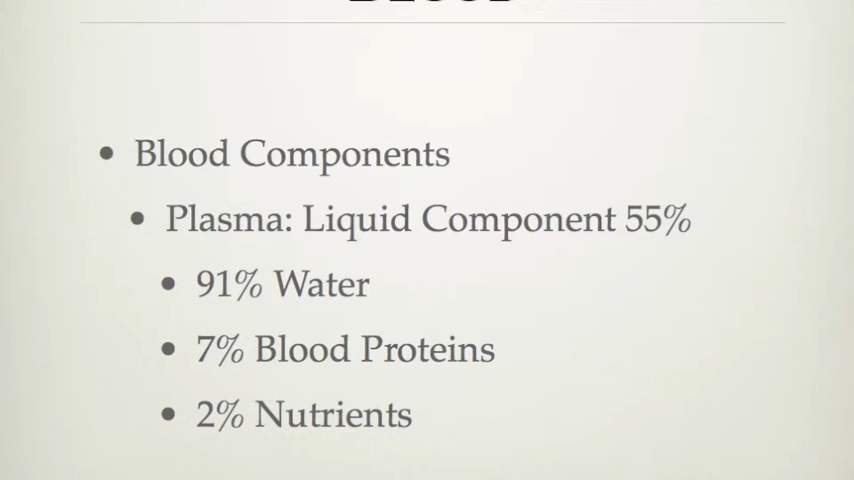 • Blood Components
• Plasma: Liquid Component 55%
• 91% Water
• 7% Blood Proteins
• 2% Nutrients